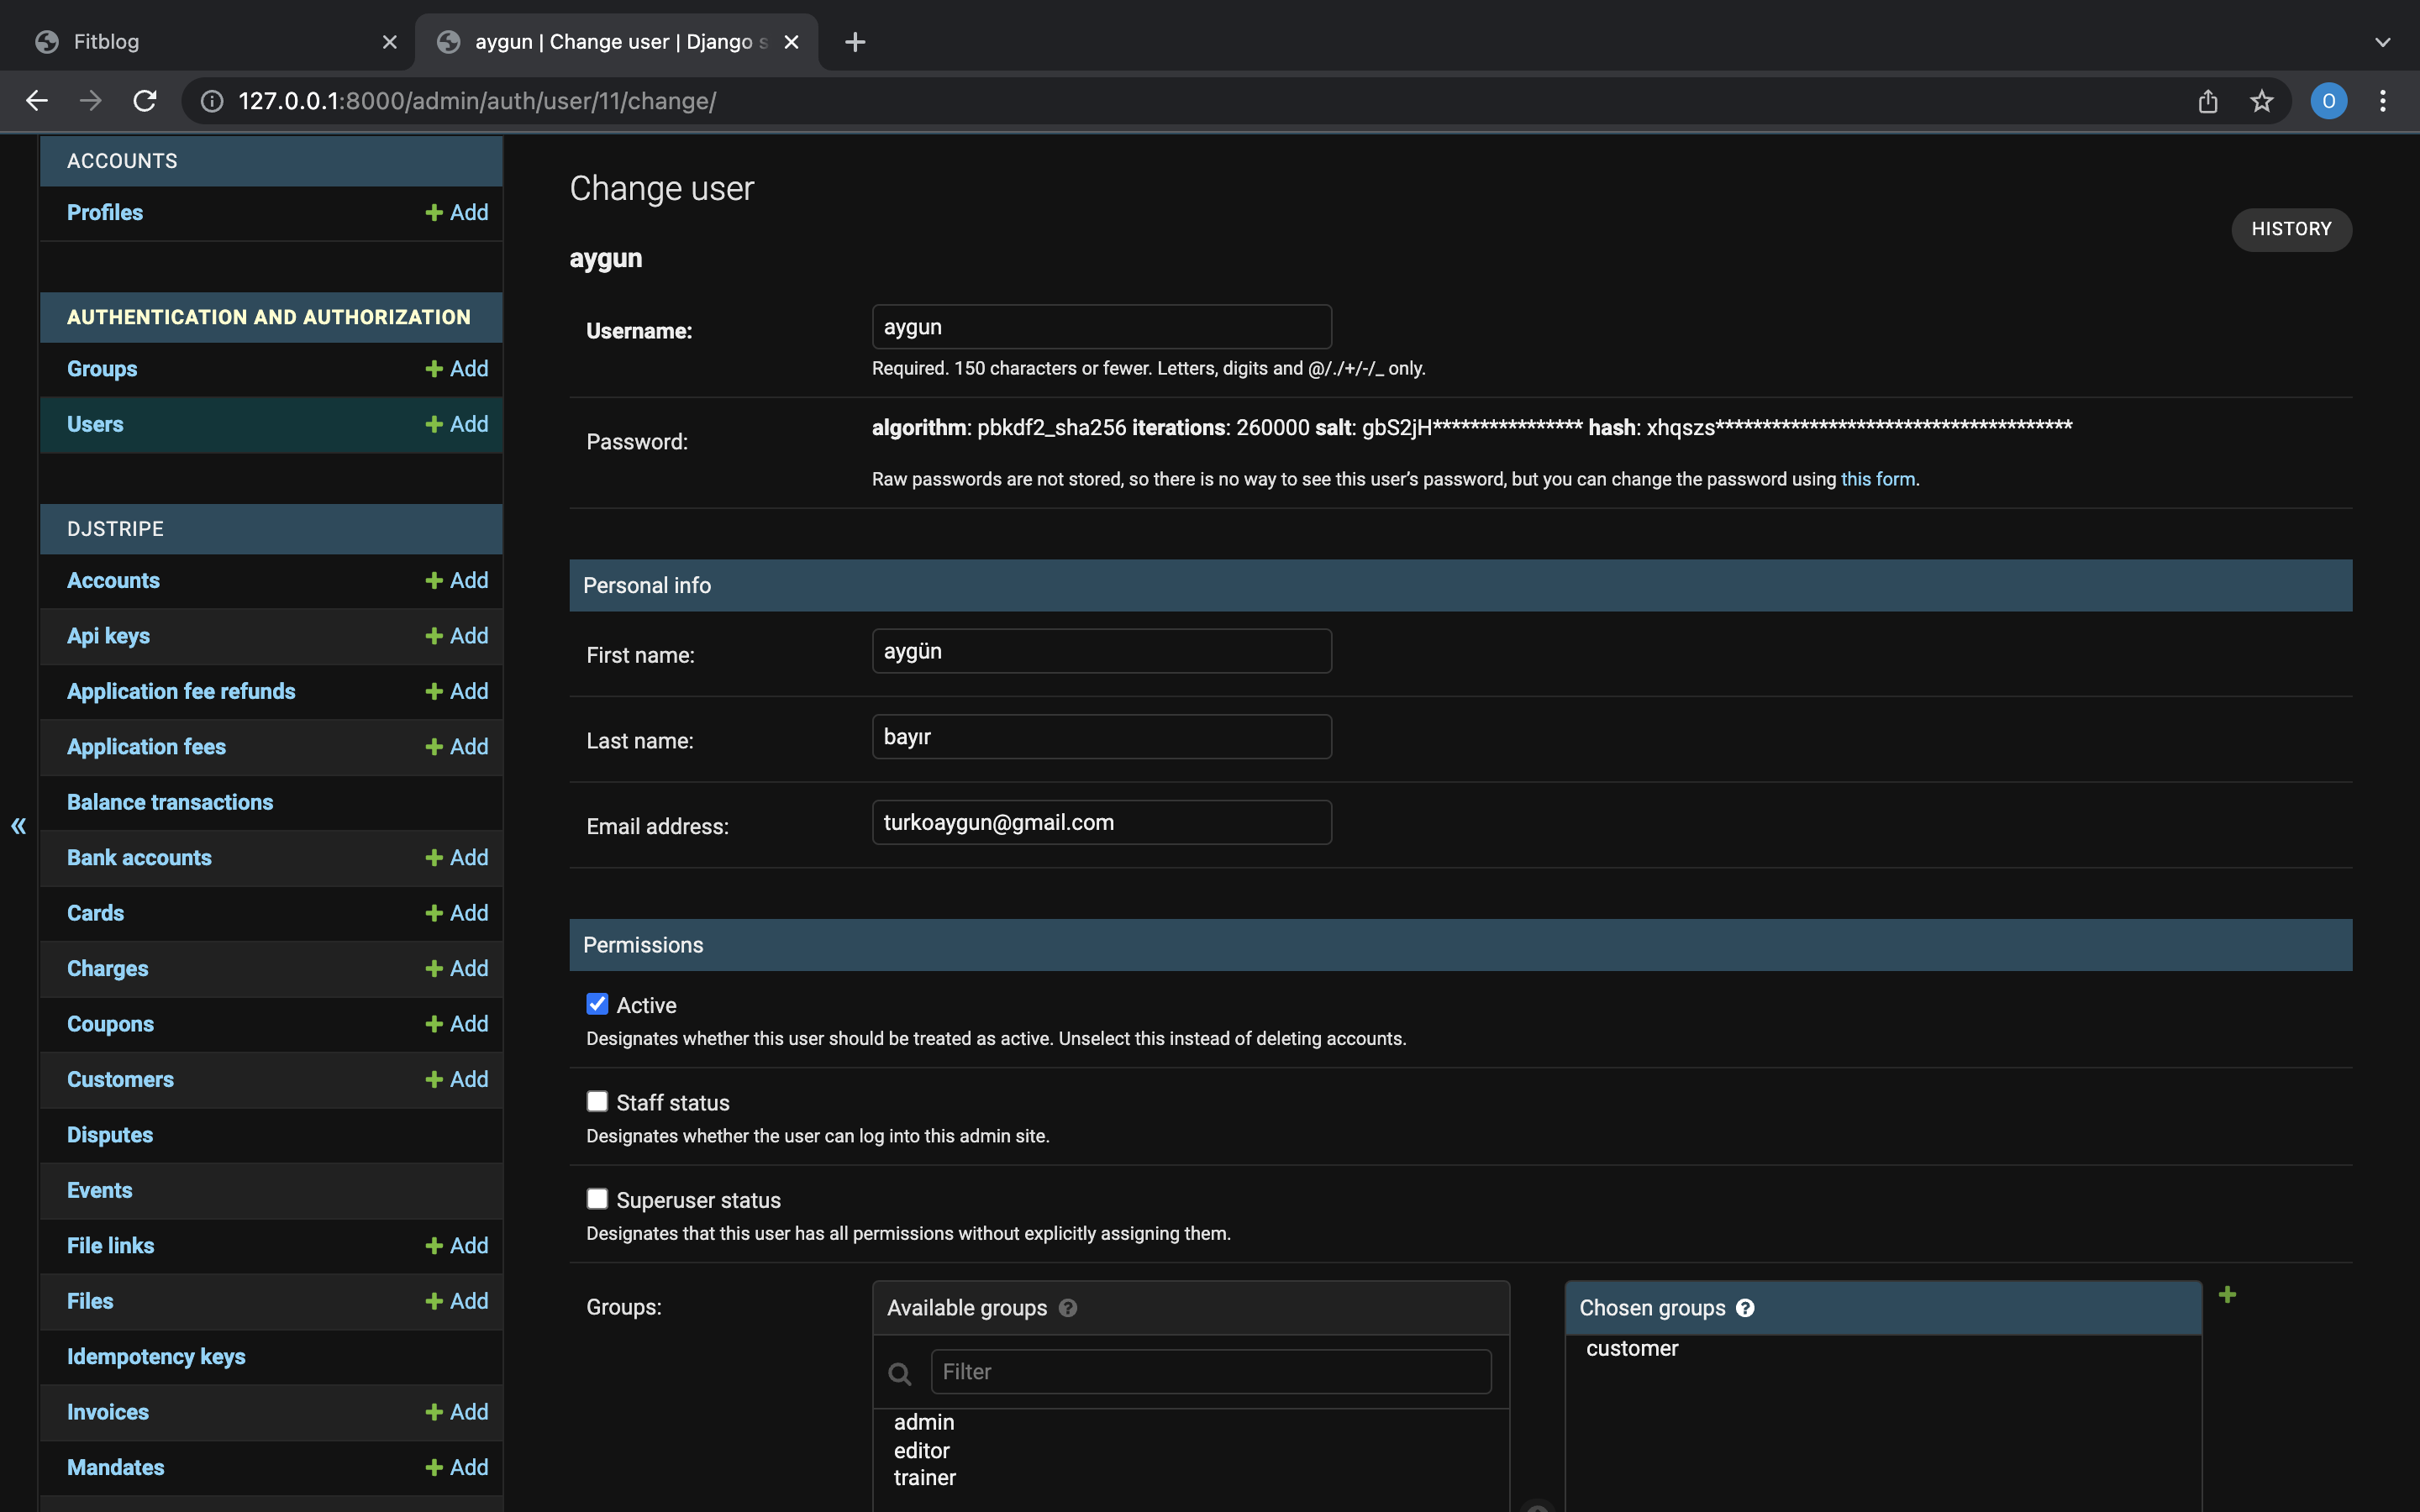 Fitblog
aygun | Change user | Django s
127.0.0.1:8000/admin/auth/user/11/change/
O
ACCOUNTS
Profiles Add
AUTHENTICATION AND AUTHORIZATION
Groups Add
Users Add
DJSTRIPE
Accounts Add
Api keys Add
Application fee refunds Add
Application fees Add
Balance transactions
Bank accounts Add
Cards Add
Charges Add
Coupons Add
Customers Add
Disputes
Events
File links Add
Files Add
Idempotency keys
Invoices Add
Mandates Add
«
Change user
HISTORY
aygun
Username: aygun
Required. 150 characters or fewer. Letters, digits and @/./+/-/_ only.
Password: algorithm: pbkdf2_sha256 iterations: 260000 salt: gbS2jH**************** hash: xhqszs**************************************
Raw passwords are not stored, so there is no way to see this user’s password, but you can change the password using this form.
Personal info
First name: aygün
Last name: bayır
Email address: turkoaygun@gmail.com
Permissions
Active
Designates whether this user should be treated as active. Unselect this instead of deleting accounts.
Staff status
Designates whether the user can log into this admin site.
Superuser status
Designates that this user has all permissions without explicitly assigning them.
Groups:
Available groups ?
Filter
admin
editor
trainer
Chosen groups ?
customer